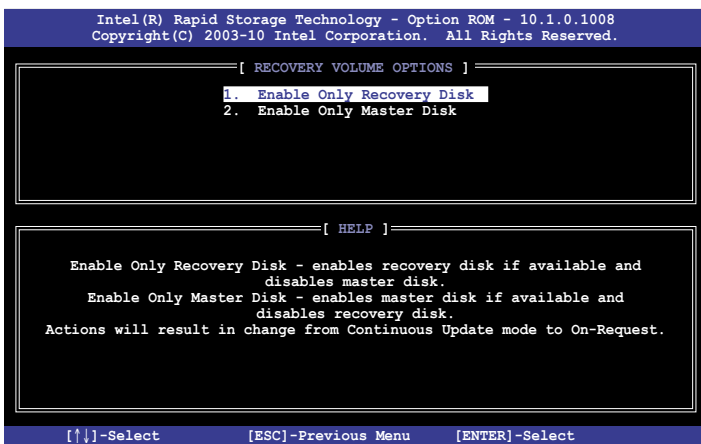 Intel(R) Rapid Storage Technology - Option ROM - 10.1.0.1008
Copyright(C) 2003-10 Intel Corporation.  All Rights Reserved.
[ RECOVERY VOLUME OPTIONS ]
1.  Enable Only Recovery Disk
2.  Enable Only Master Disk
[ HELP ]
Enable Only Recovery Disk - enables recovery disk if available and
disables master disk.
Enable Only Master Disk - enables master disk if available and
disables recovery disk.
Actions will result in change from Continuous Update mode to On-Request.
[↑↓]-Select [ESC]-Previous Menu [ENTER]-Select